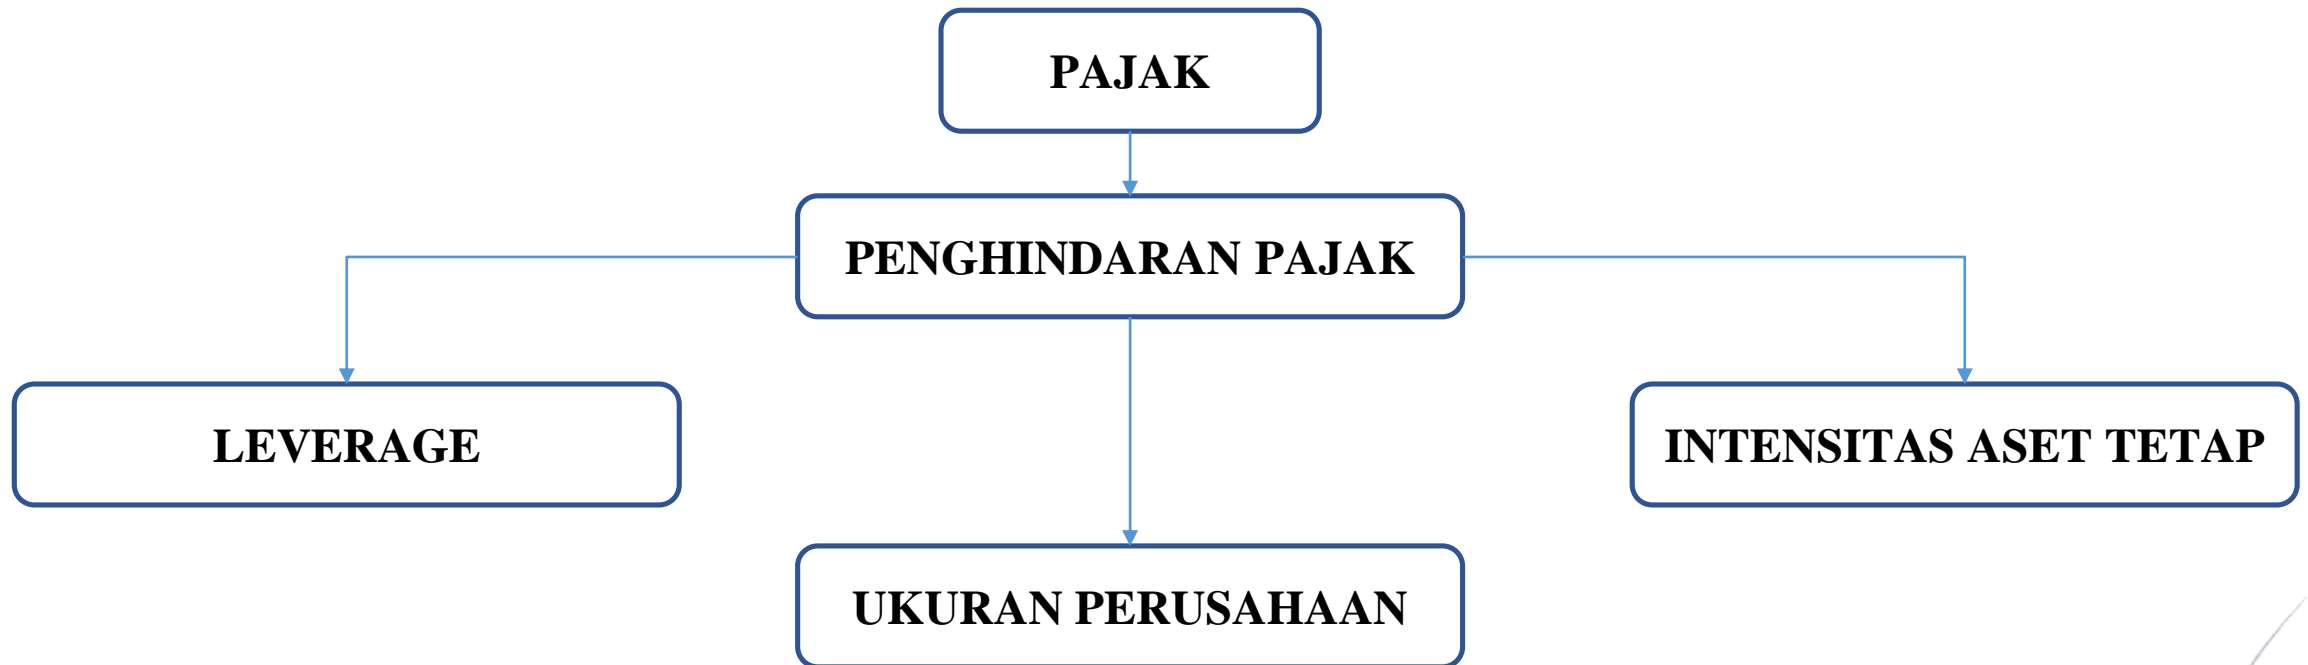 PAJAK
PENGHINDARAN PAJAK
LEVERAGE
INTENSITAS ASET TETAP
UKURAN PERUSAHAAN